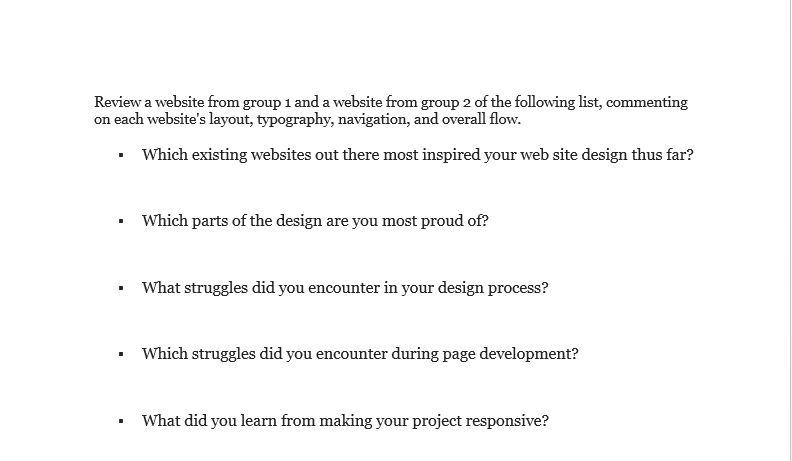 Review a website from group 1 and a website from group 2 of the following list, commenting
on each website's layout, typography, navigation, and overall flow.
▪ Which existing websites out there most inspired your web site design thus far?
▪ Which parts of the design are you most proud of?
▪ What struggles did you encounter in your design process?
▪ Which struggles did you encounter during page development?
▪ What did you learn from making your project responsive?